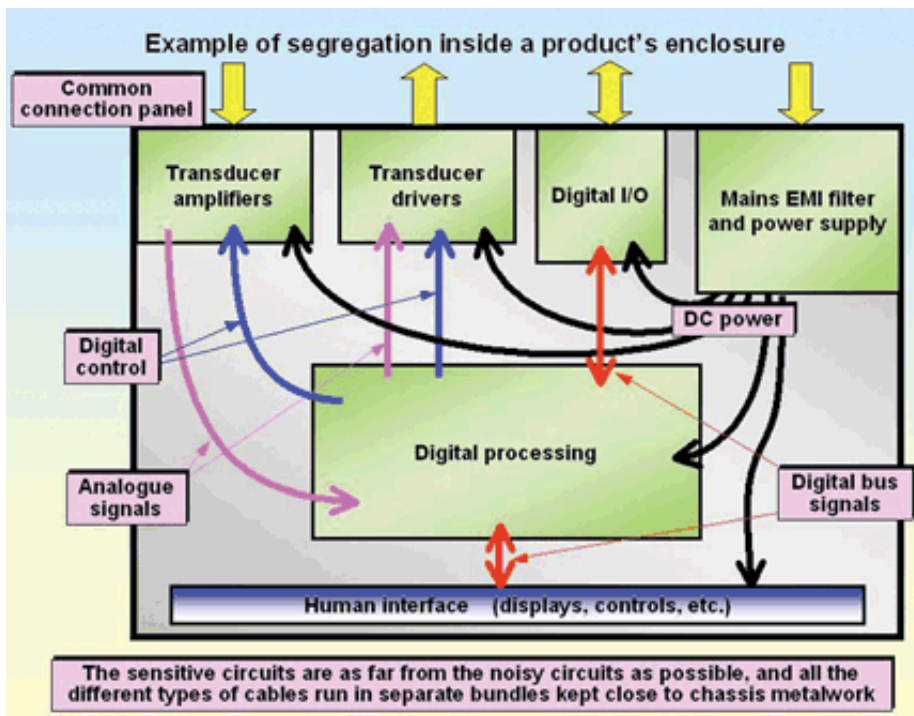 Example of segregation inside a product's enclosure
Common
connection panel
Transducer
amplifiers
Transducer
drivers
Digital I/O
Mains EMI filter
and power supply
DC power
Digital
control
Digital processing
Analogue
signals
Digital bus
signals
Human interface (displays, controls, etc.)
The sensitive circuits are as far from the noisy circuits as possible, and all the
different types of cables run in separate bundles kept close to chassis metalwork